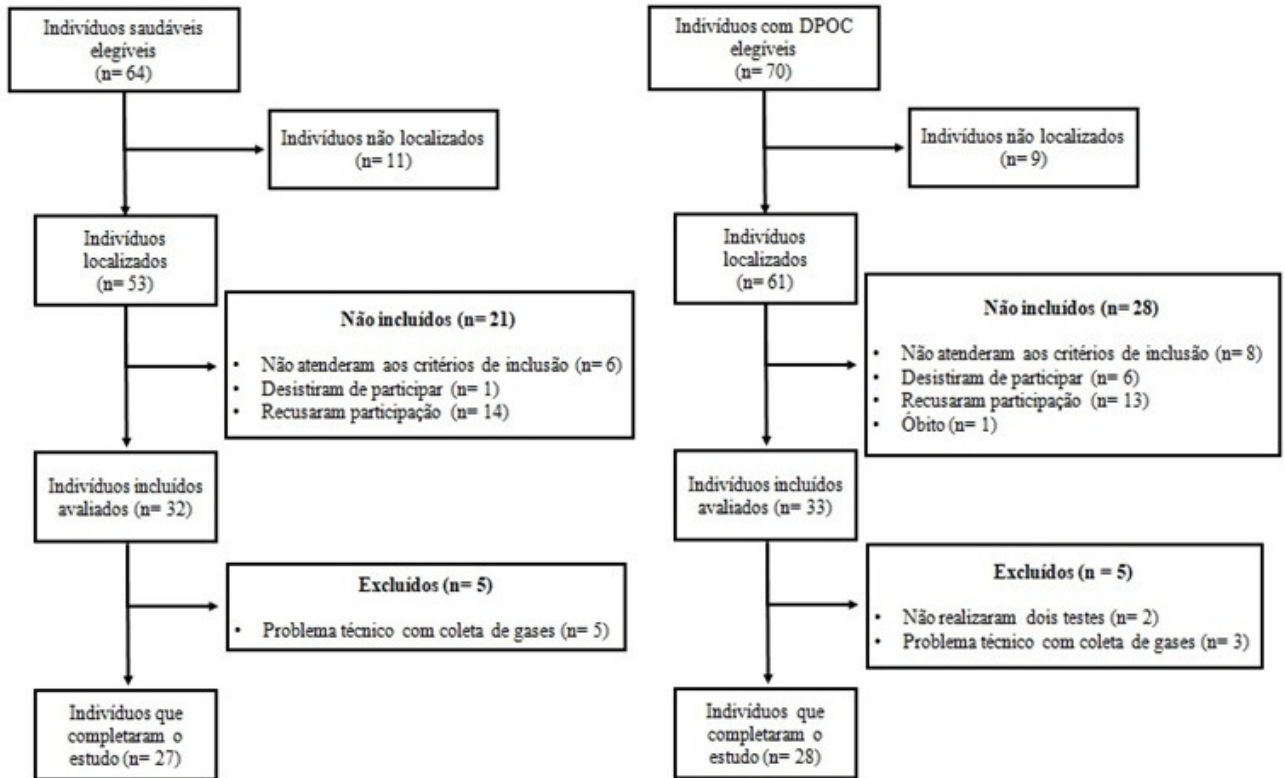 Indivíduos saudáveis
elegíveis
(n= 64)
Indivíduos não localizados
(n= 11)
Indivíduos
localizados
(n= 53)
Não incluídos (n= 21)
• Não atenderam aos critérios de inclusão (n= 6)
• Desistiram de participar (n= 1)
• Recusaram participação (n= 14)
Indivíduos incluídos
avaliados (n= 32)
Excluídos (n= 5)
• Problema técnico com coleta de gases (n= 5)
Indivíduos que
completaram o
estudo (n= 27)
Indivíduos com DPOC
elegíveis
(n= 70)
Indivíduos não localizados
(n= 9)
Indivíduos
localizados
(n= 61)
Não incluídos (n= 28)
• Não atenderam aos critérios de inclusão (n= 8)
• Desistiram de participar (n= 6)
• Recusaram participação (n= 13)
• Óbito (n= 1)
Indivíduos incluídos
avaliados (n= 33)
Excluídos (n = 5)
• Não realizaram dois testes (n= 2)
• Problema técnico com coleta de gases (n= 3)
Indivíduos que
completaram o
estudo (n= 28)